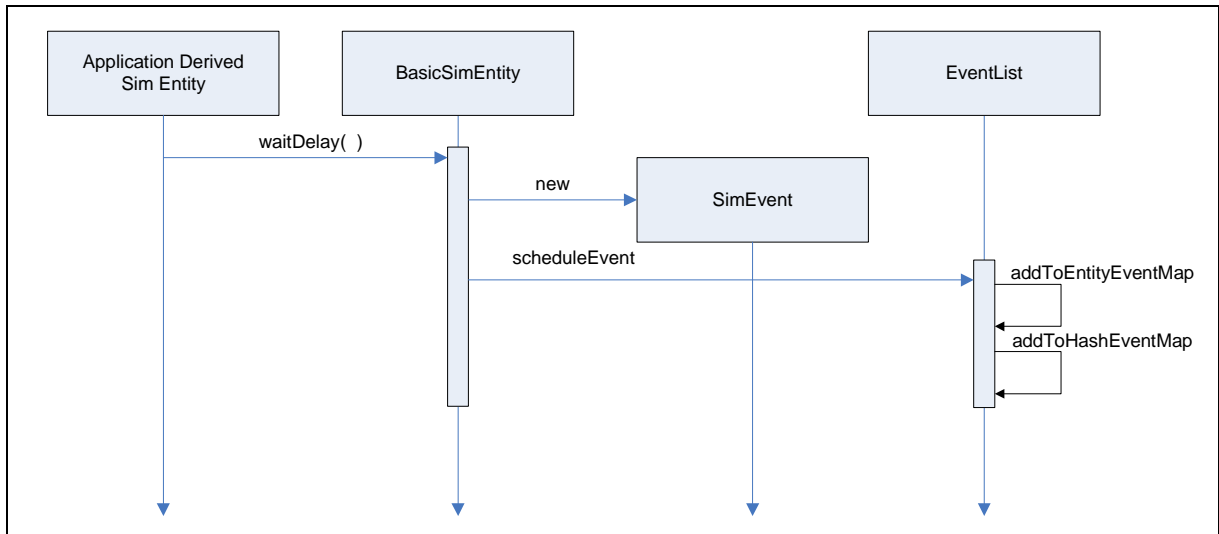 Application Derived
Sim Entity
BasicSimEntity
EventList
waitDelay(  )
new
SimEvent
scheduleEvent
addToEntityEventMap
addToHashEventMap